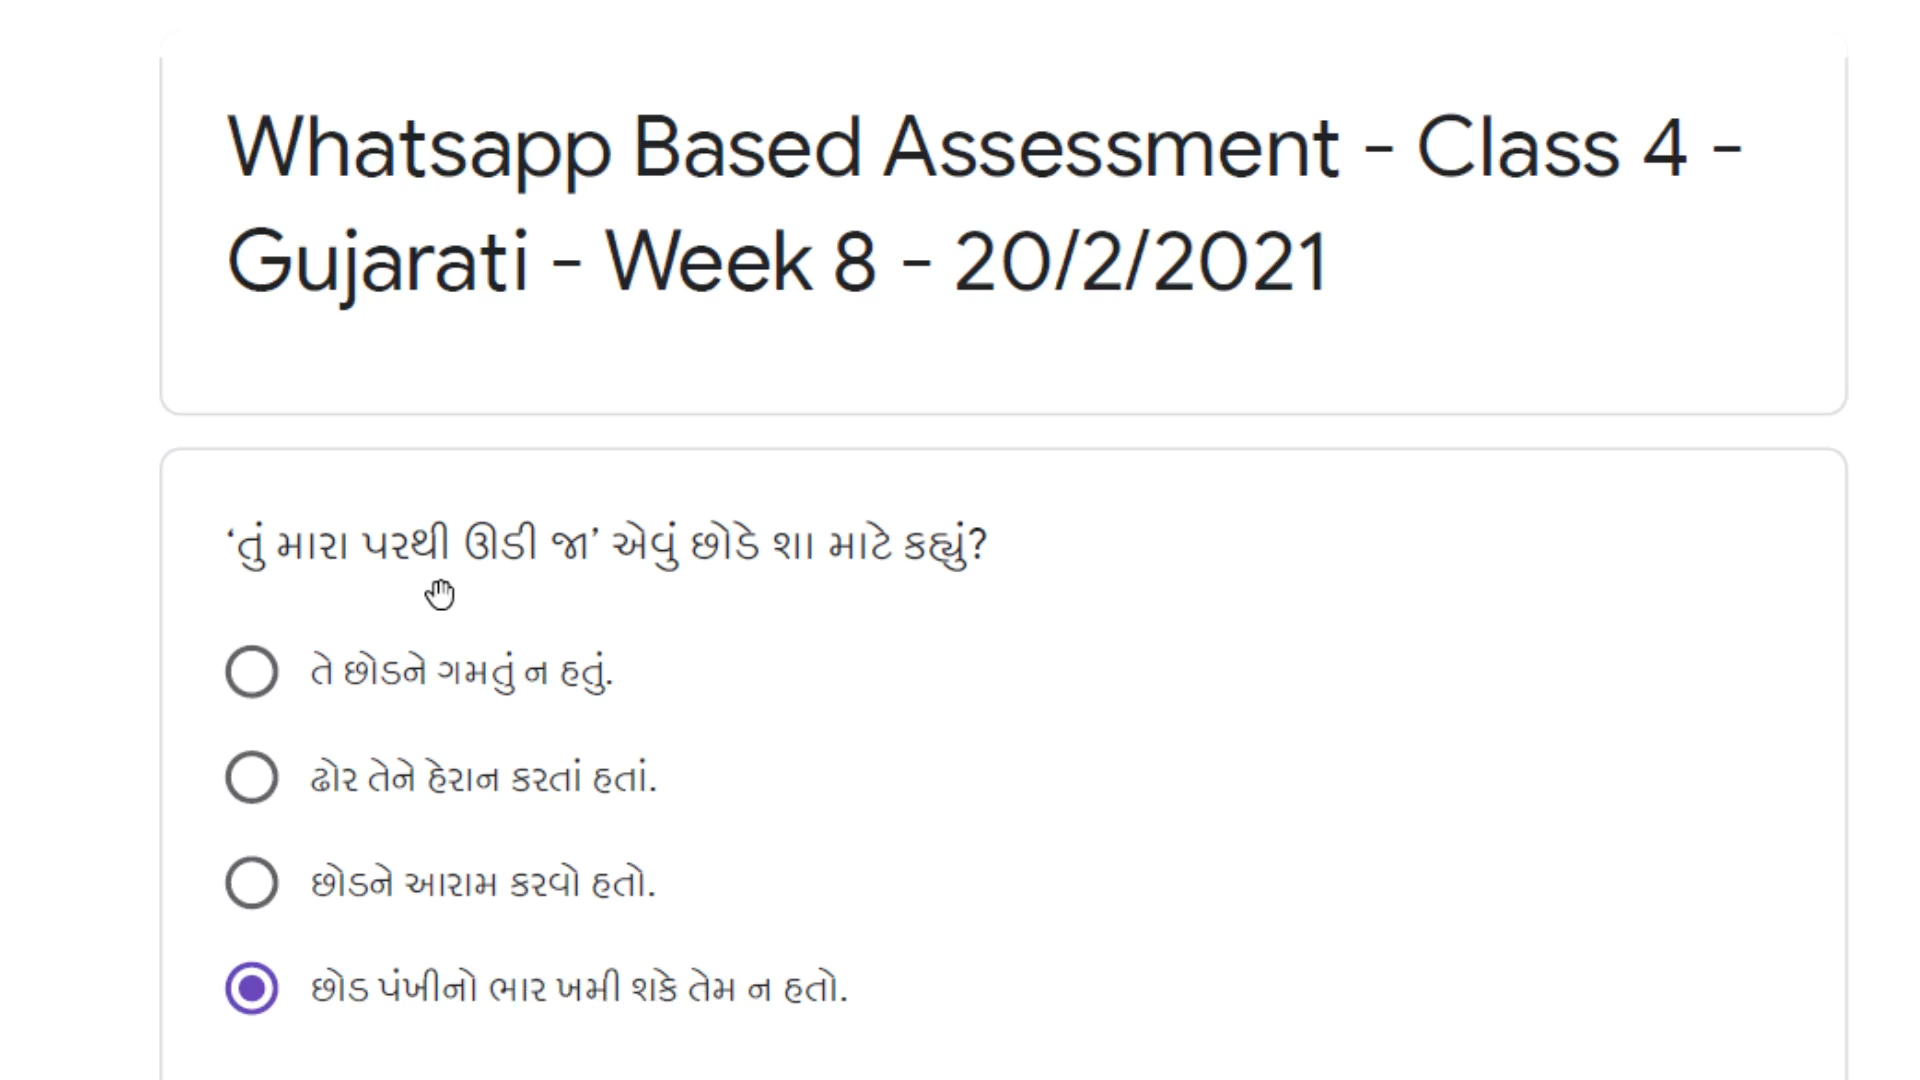 Whatsapp Based Assessment - Class 4 -
Gujarati - Week 8 - 20/2/2021
‘તું મારા પરથી ઊડી જા’ એવું છોડે શા માટે કહ્યું?
તે છોડને ગમતું ન હતું.
ઢોર તેને હેરાન કરતાં હતાં.
છોડને આરામ કરવો હતો.
છોડ પંખીનો ભાર ખમી શકે તેમ ન હતો.